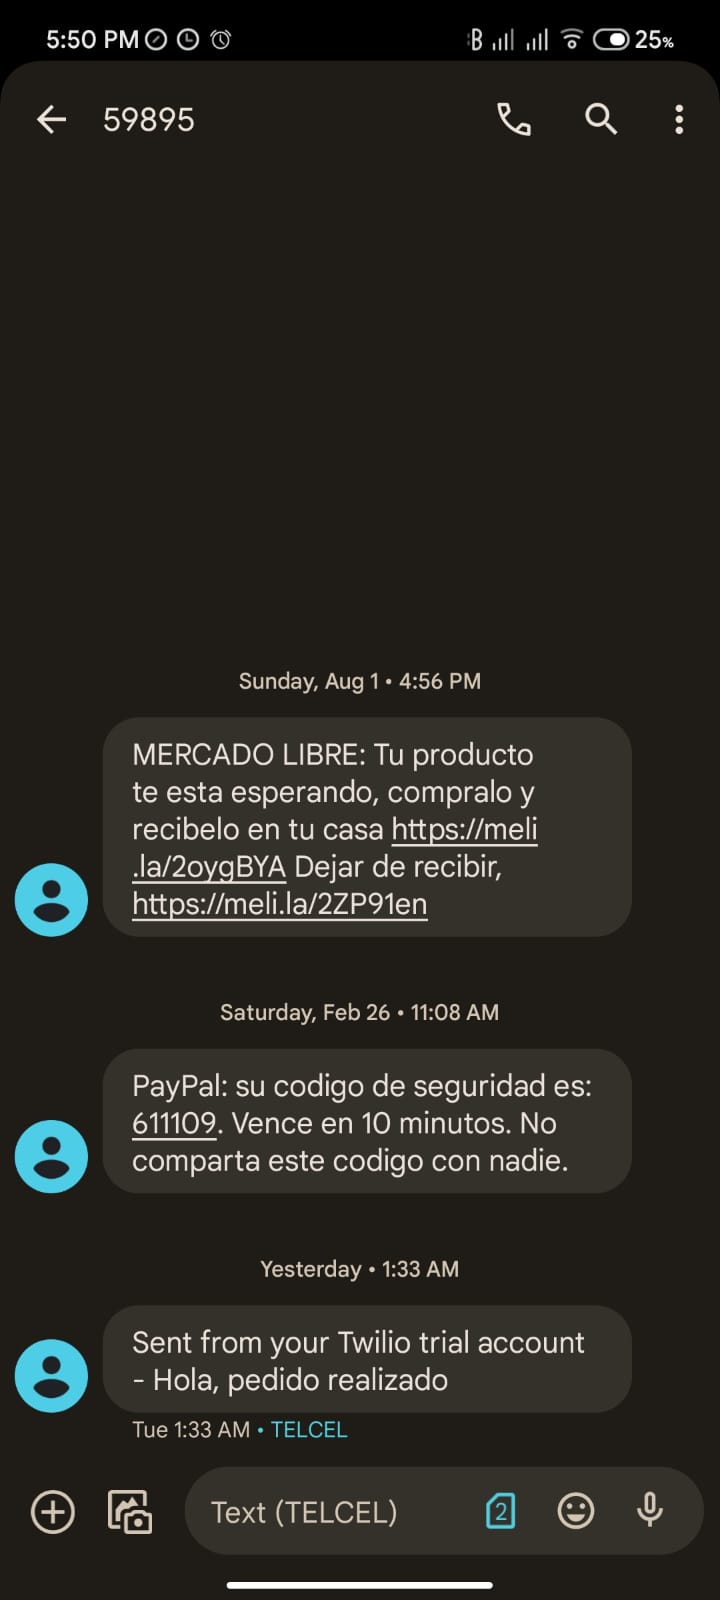 5:50 PM
25%
59895
Sunday, Aug 1 • 4:56 PM
MERCADO LIBRE: Tu producto
te esta esperando, compralo y
recibelo en tu casa https://meli
.la/2oygBYA Dejar de recibir,
https://meli.la/2ZP91en
Saturday, Feb 26 • 11:08 AM
PayPal: su codigo de seguridad es:
611109. Vence en 10 minutos. No
comparta este codigo con nadie.
Yesterday • 1:33 AM
Sent from your Twilio trial account
- Hola, pedido realizado
Tue 1:33 AM • TELCEL
Text (TELCEL)
2